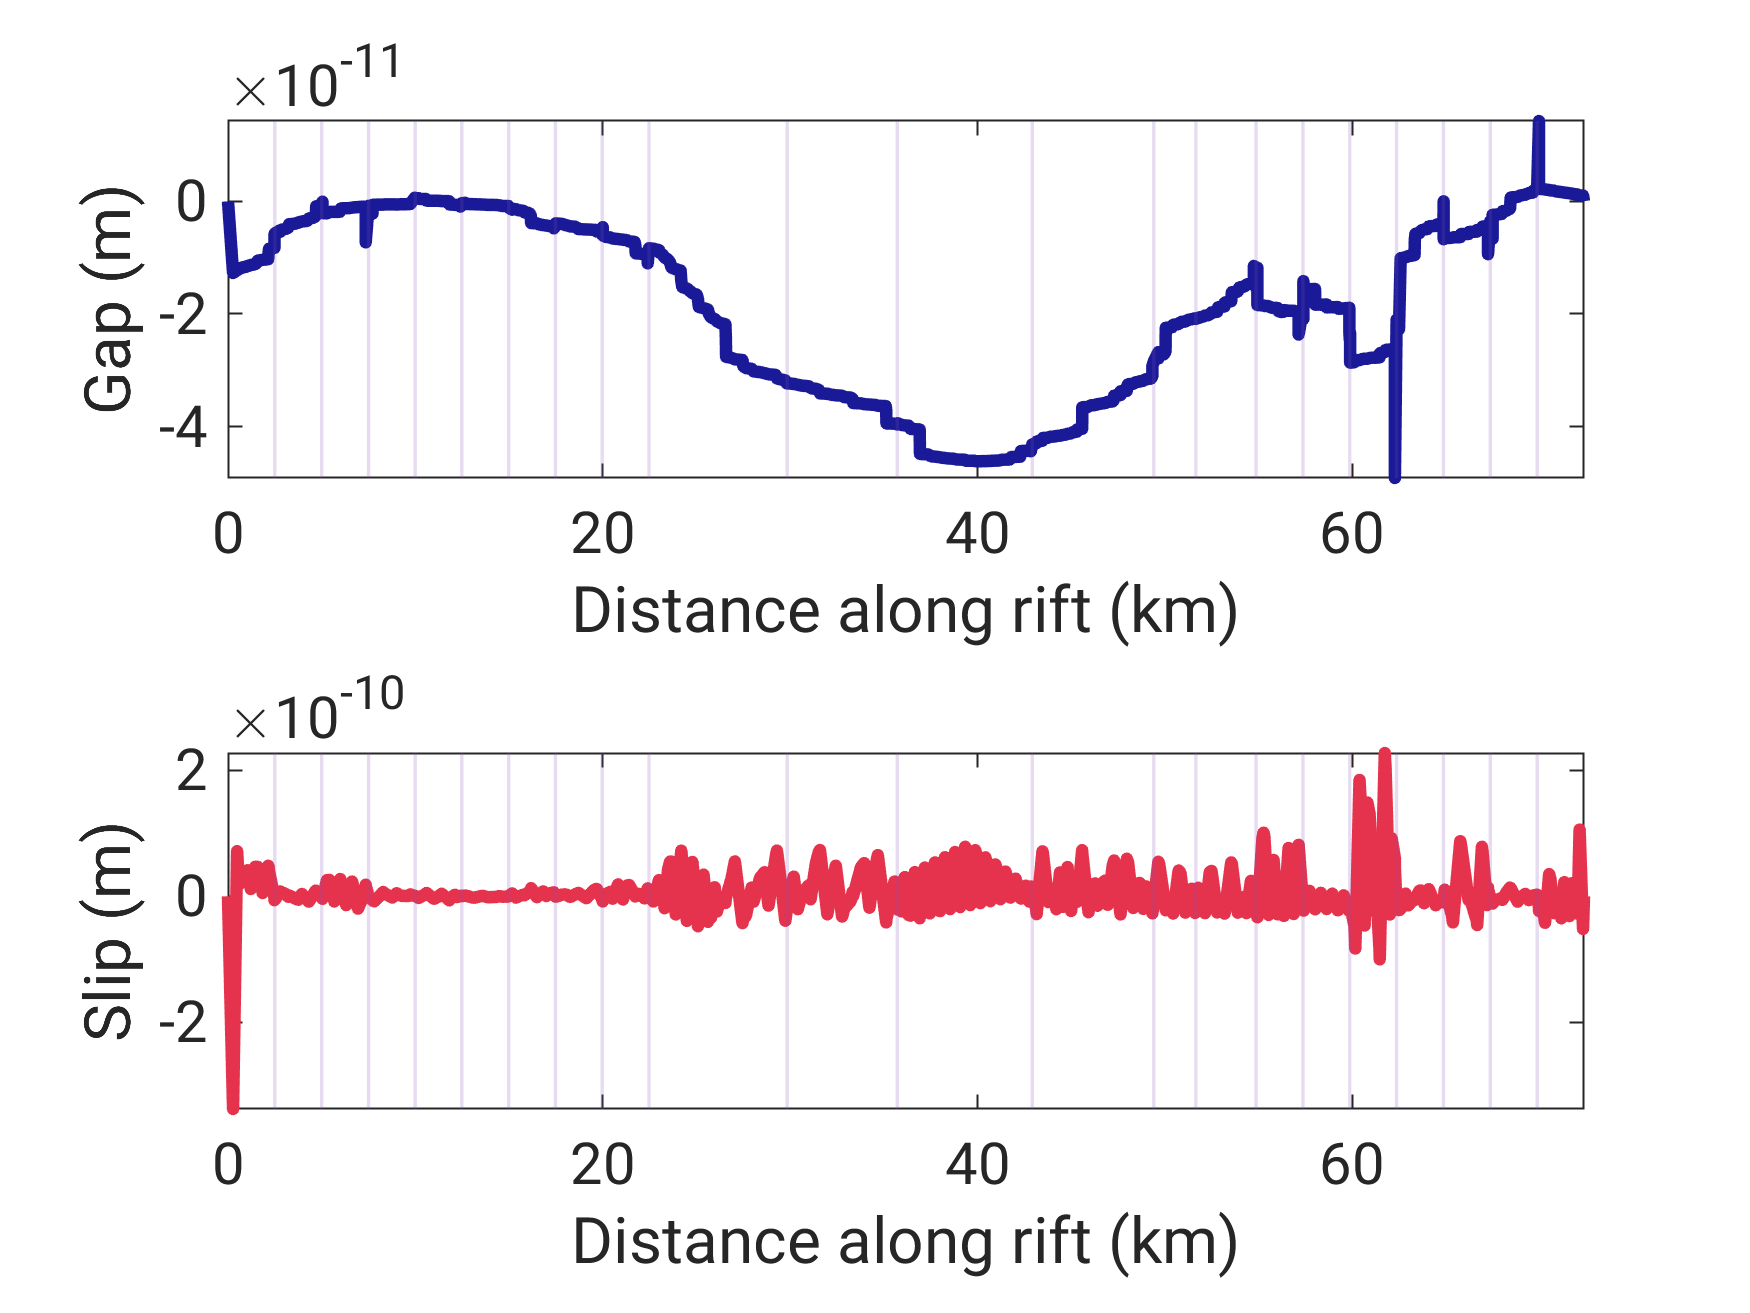 ×10⁻¹¹
Gap (m)
0
-2
-4
0 20 40 60
Distance along rift (km)
×10⁻¹⁰
Slip (m)
2
0
-2
0 20 40 60
Distance along rift (km)